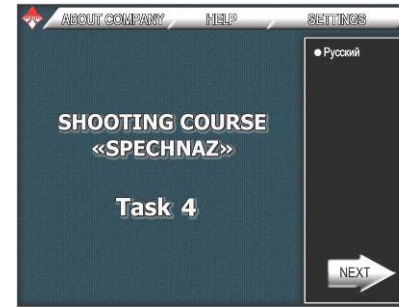 ABOUT COMPANY HELP SETTINGS
Русский
SHOOTING COURSE
«SPECHNAZ»
Task 4
NEXT